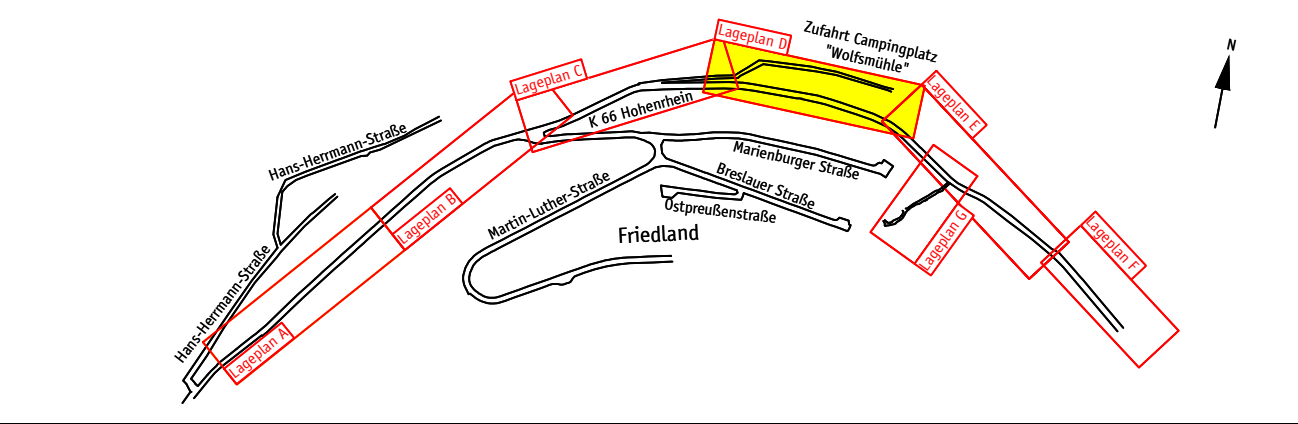 Lageplan D
Zufahrt Campingplatz
"Wolfsmühle"
N
Lageplan C
Lageplan E
K 66 Hohenrhein
Hans-Herrmann-Straße
Marienburger Straße
Breslauer Straße
Ostpreußenstraße
Martin-Luther-Straße
Lageplan B
Friedland
Lageplan G
Lageplan F
Hans-Herrmann-Straße
Lageplan A